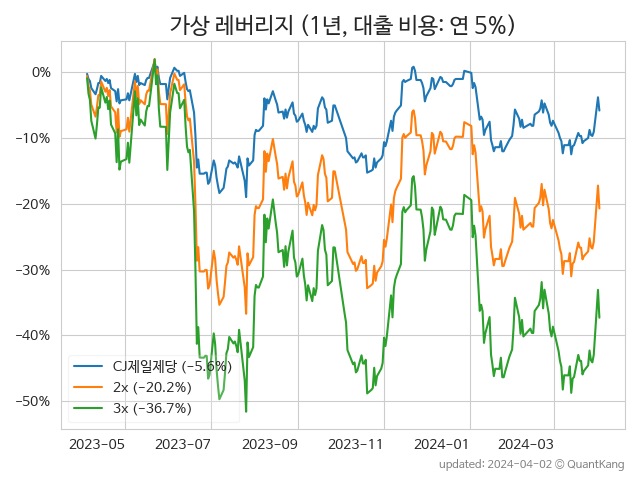 가상 레버리지 (1년, 대출 비용: 연 5%)
0%
−10%
−20%
−30%
−40%
−50%
CJ제일제당 (−5.6%)
2x (−20.2%)
3x (−36.7%)
2023-05 2023-07 2023-09 2023-11 2024-01 2024-03
updated: 2024-04-02 © QuantKang